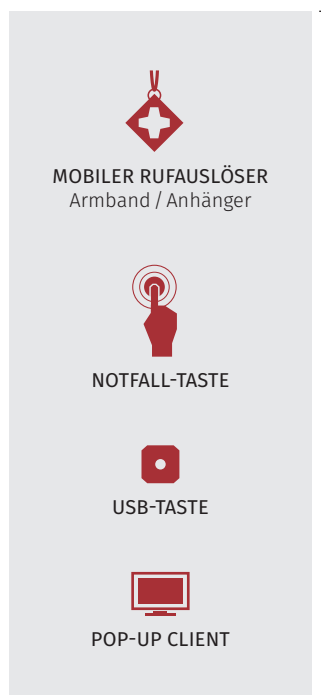 MOBILER RUFAUSLÖSER
Armband / Anhänger
NOTFALL-TASTE
USB-TASTE
POP-UP CLIENT